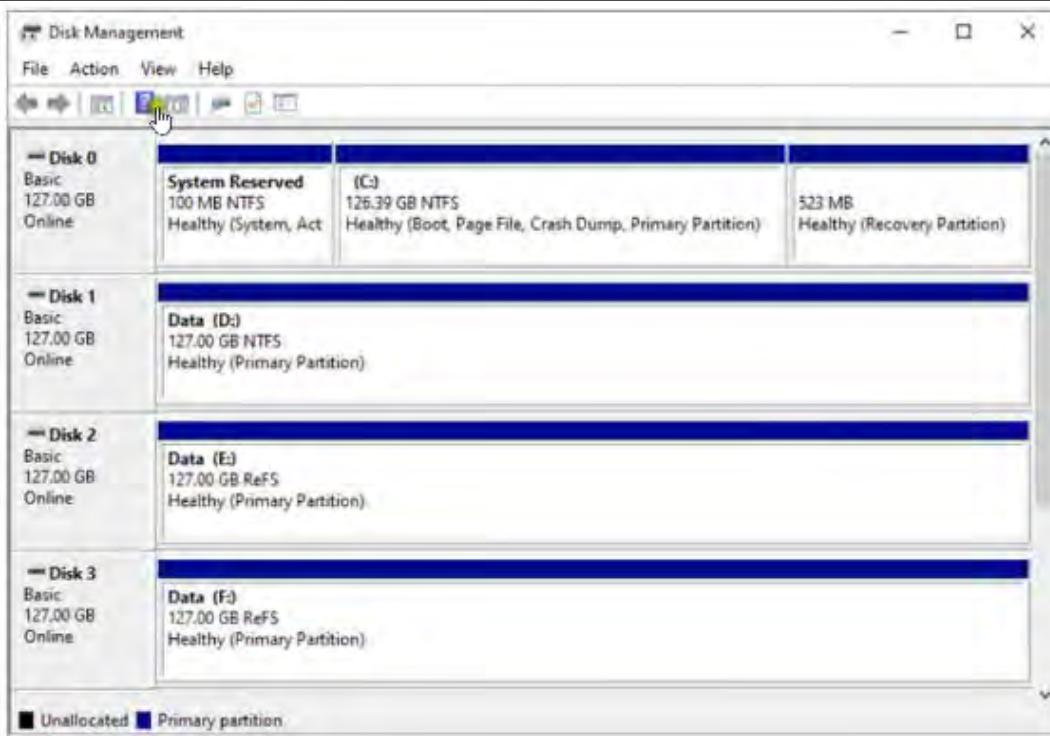 Disk Management
File Action View Help
Disk 0
Basic
127.00 GB
Online
System Reserved
100 MB NTFS
Healthy (System, Act
(C:)
126.39 GB NTFS
Healthy (Boot, Page File, Crash Dump, Primary Partition)
523 MB
Healthy (Recovery Partition)
Disk 1
Basic
127.00 GB
Online
Data (D:)
127.00 GB NTFS
Healthy (Primary Partition)
Disk 2
Basic
127.00 GB
Online
Data (E:)
127.00 GB ReFS
Healthy (Primary Partition)
Disk 3
Basic
127.00 GB
Online
Data (F:)
127.00 GB ReFS
Healthy (Primary Partition)
Unallocated Primary partition